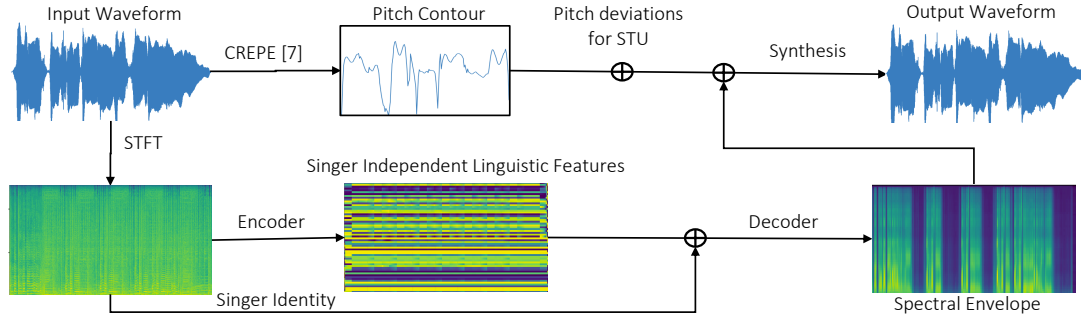 Input Waveform
Pitch Contour
Pitch deviations
for STU
Output Waveform
CREPE [7]
Synthesis
STFT
Singer Independent Linguistic Features
Encoder
Decoder
Singer Identity
Spectral Envelope